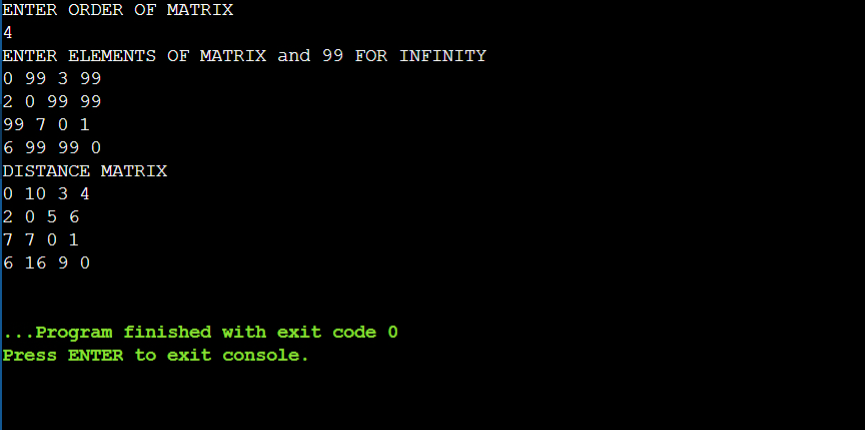 ENTER ORDER OF MATRIX
4
ENTER ELEMENTS OF MATRIX and 99 FOR INFINITY
0 99 3 99
2 0 99 99
99 7 0 1
6 99 99 0
DISTANCE MATRIX
0 10 3 4
2 0 5 6
7 7 0 1
6 16 9 0
...Program finished with exit code 0
Press ENTER to exit console.